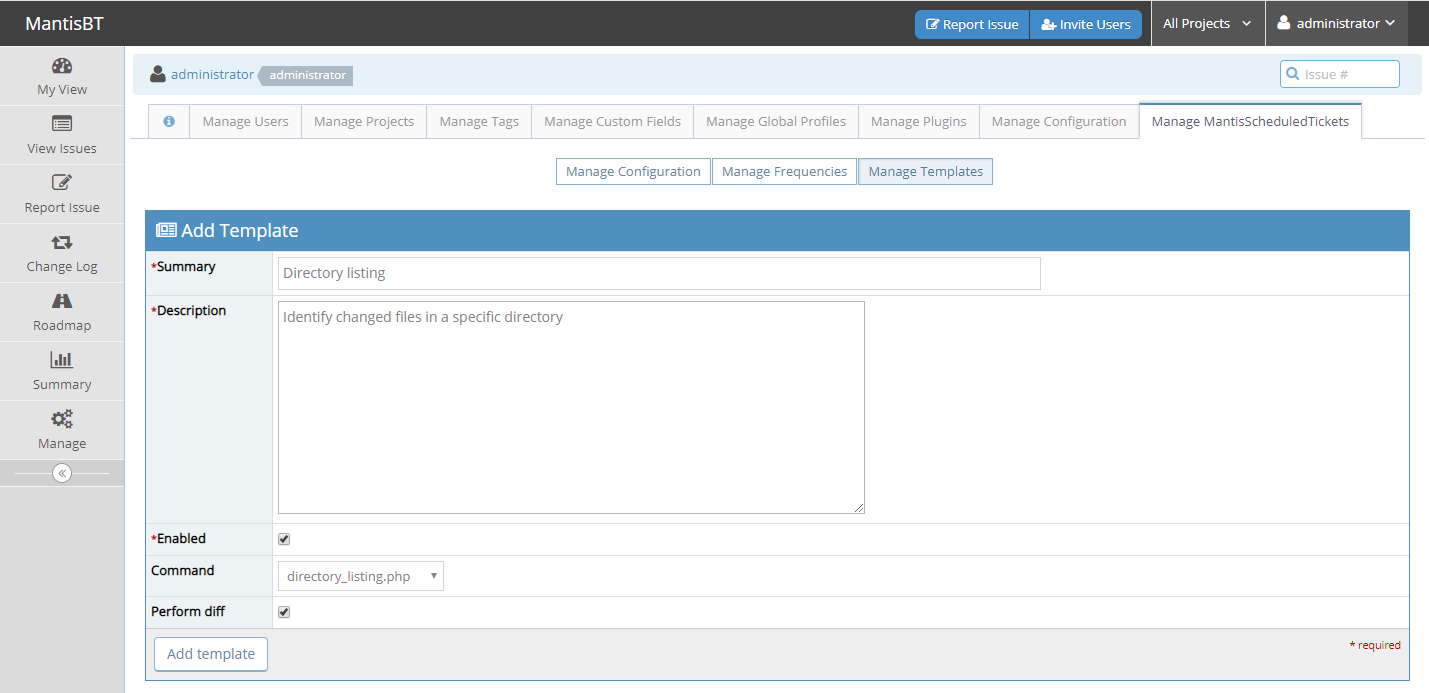 MantisBT
Report Issue Invite Users All Projects administrator
My View
View Issues
Report Issue
Change Log
Roadmap
Summary
Manage
administrator administrator Issue #
Manage Users Manage Projects Manage Tags Manage Custom Fields Manage Global Profiles Manage Plugins Manage Configuration Manage MantisScheduledTickets
Manage Configuration Manage Frequencies Manage Templates
Add Template
*Summary Directory listing
*Description Identify changed files in a specific directory
*Enabled
Command directory_listing.php
Perform diff
Add template * required